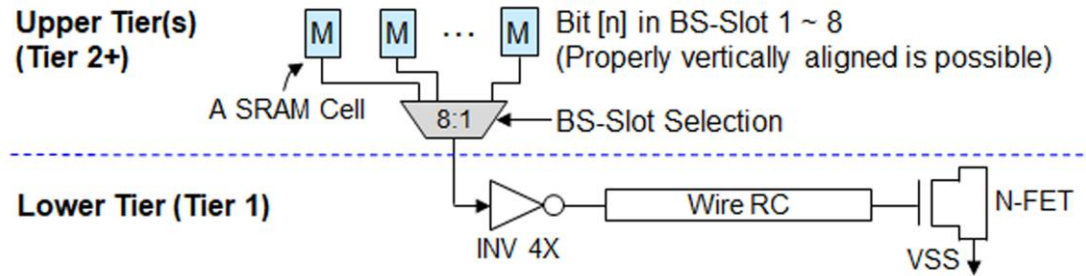 Upper Tier(s)
(Tier 2+)
M M ··· M
Bit [n] in BS-Slot 1 ~ 8
(Properly vertically aligned is possible)
A SRAM Cell
8:1
BS-Slot Selection
Lower Tier (Tier 1)
INV 4X
Wire RC
N-FET
VSS